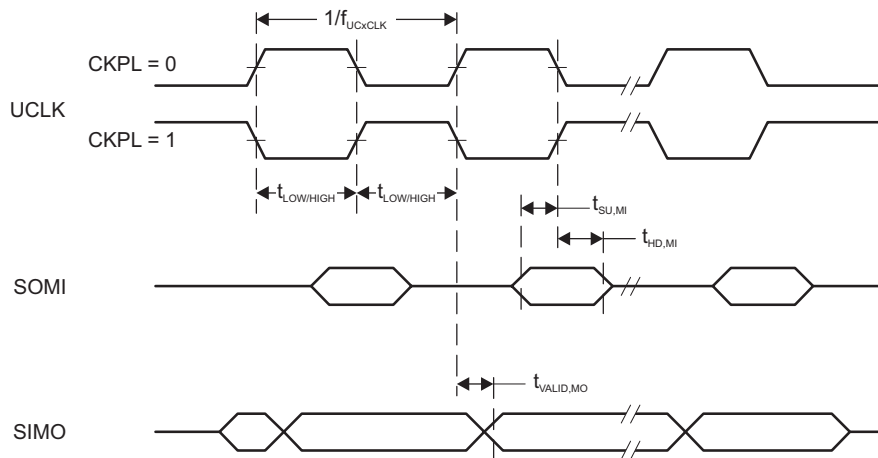 1/fUCxCLK
CKPL = 0
UCLK
CKPL = 1
tLOW/HIGH tLOW/HIGH
tSU,MI
tHD,MI
SOMI
tVALID,MO
SIMO